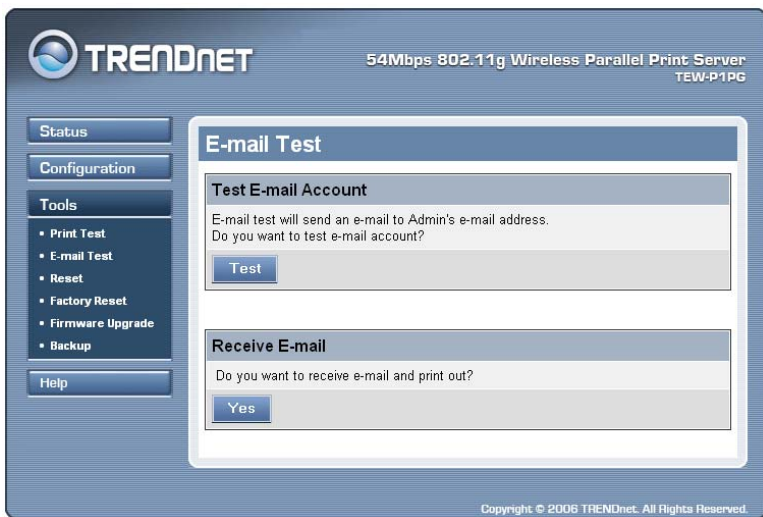 TRENDNET
54Mbps 802.11g Wireless Parallel Print Server
TEW-P1PG
Status
Configuration
Tools
• Print Test
• E-mail Test
• Reset
• Factory Reset
• Firmware Upgrade
• Backup
Help
E-mail Test
Test E-mail Account
E-mail test will send an e-mail to Admin's e-mail address.
Do you want to test e-mail account?
Test
Receive E-mail
Do you want to receive e-mail and print out?
Yes
Copyright © 2006 TRENDnet. All Rights Reserved.